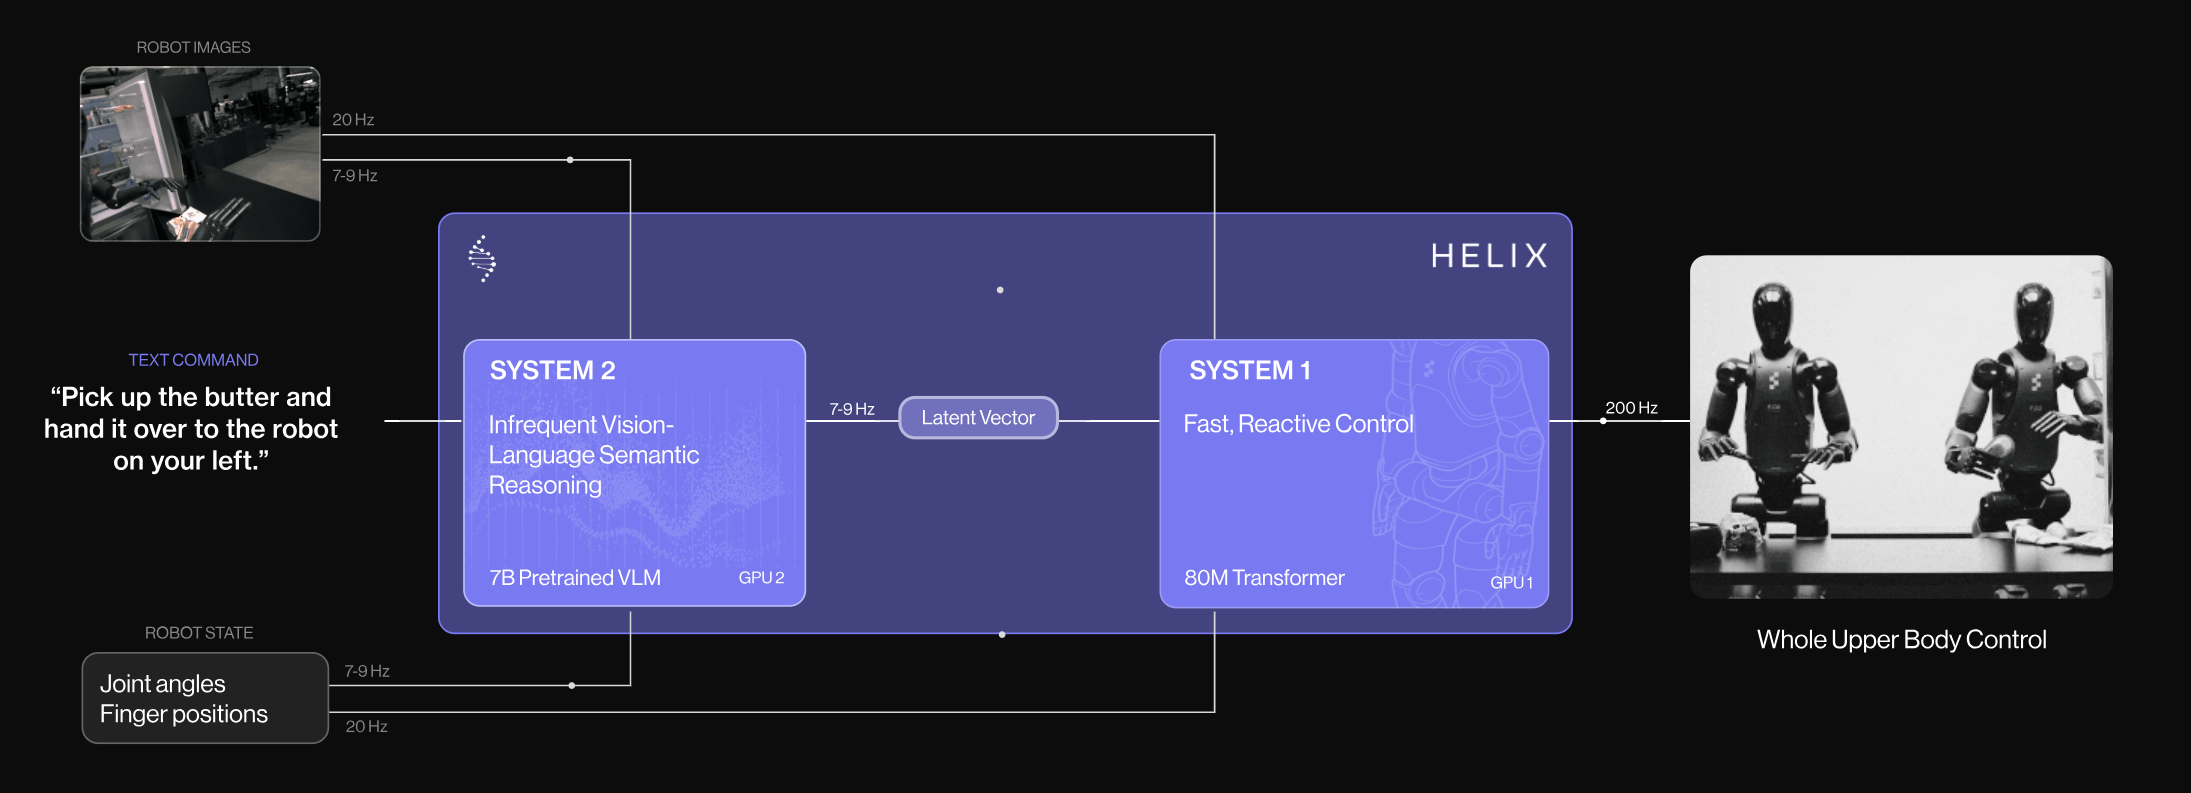 ROBOT IMAGES
20 Hz
7-9 Hz
HELIX
TEXT COMMAND
“Pick up the butter and
hand it over to the robot
on your left.”
SYSTEM 2
Infrequent Vision-
Language Semantic
Reasoning
7B Pretrained VLM
GPU 2
7-9 Hz
Latent Vector
SYSTEM 1
Fast, Reactive Control
80M Transformer
GPU 1
200 Hz
Whole Upper Body Control
ROBOT STATE
Joint angles
Finger positions
7-9 Hz
20 Hz